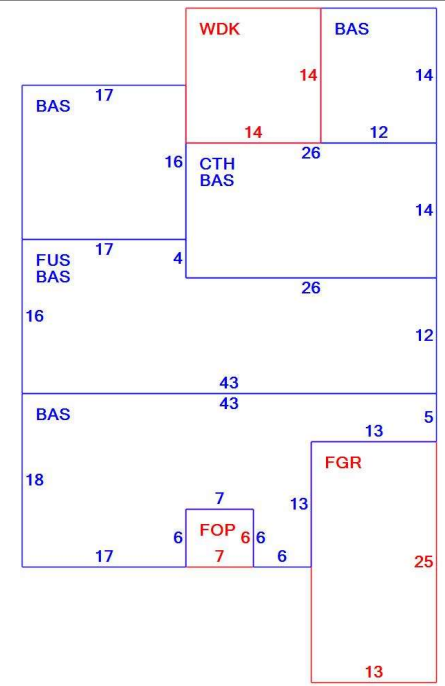 WDK BAS
14 14
17
BAS
14 12
26
16 CTH
BAS
14
17
FUS 4
BAS
26
16 12
43
43
BAS 5
13
FGR
18
7 13
FOP
6 6 6
17 7 6
25
13